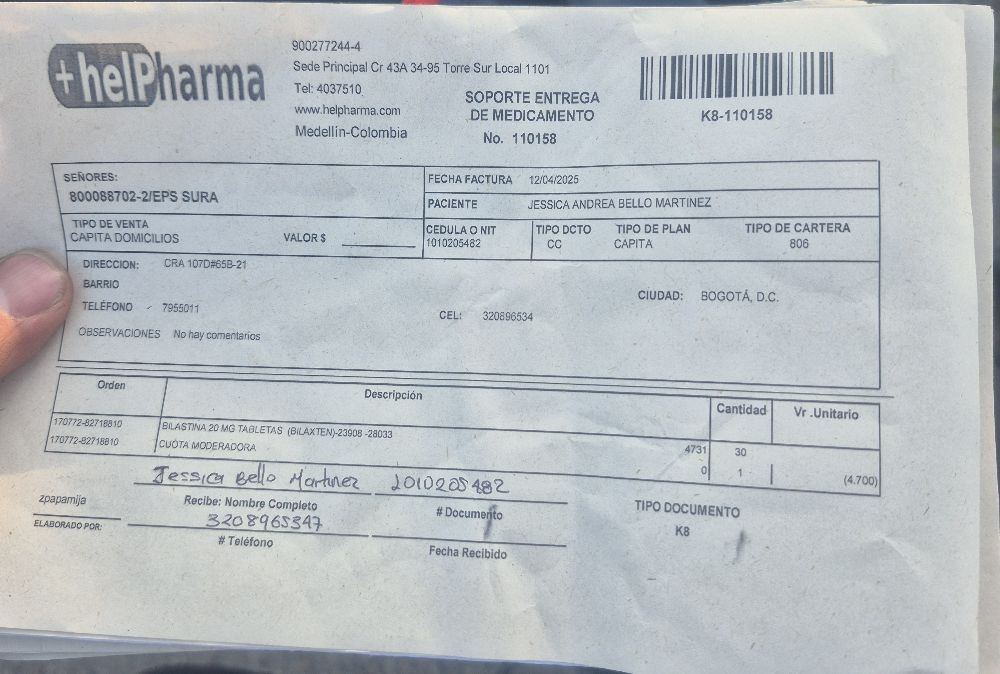 +helPharma
900277244-4
Sede Principal Cr 43A 34-95 Torre Sur Local 1101
Tel: 4037510
www.helpharma.com
Medellín-Colombia
SOPORTE ENTREGA
DE MEDICAMENTO
No. 110158
K8-110158
SEÑORES:
800088702-2/EPS SURA
FECHA FACTURA 12/04/2025
PACIENTE JESSICA ANDREA BELLO MARTINEZ
TIPO DE VENTA
CAPITA DOMICILIOS VALOR $
CEDULA O NIT TIPO DCTO TIPO DE PLAN TIPO DE CARTERA
1010205482 CC CAPITA 806
DIRECCION: CRA 107D#65B-21
BARRIO
CIUDAD: BOGOTÁ, D.C.
TELÉFONO 7955011
CEL: 320896534
OBSERVACIONES No hay comentarios
Orden Descripción Cantidad Vr .Unitario
170772-82718810 BILASTINA 20 MG TABLETAS (BILAXTEN)-23908 -28033 4731 30
170772-82718810 CUOTA MODERADORA 0 1 (4.700)
Jessica Bello Martinez 1010205482
zpapamija Recibe: Nombre Completo # Documento TIPO DOCUMENTO
ELABORADO POR: 3208965347 K8
# Teléfono Fecha Recibido